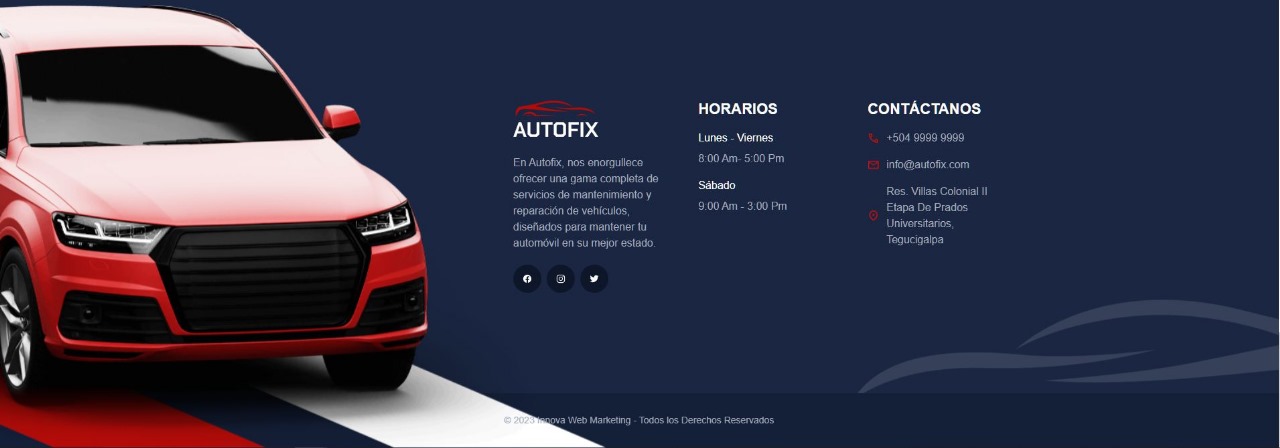 AUTOFIX
En Autofix, nos enorgullece
ofrecer una gama completa de
servicios de mantenimiento y
reparación de vehículos,
diseñados para mantener tu
automóvil en su mejor estado.
HORARIOS
Lunes - Viernes
8:00 Am- 5:00 Pm
Sábado
9:00 Am - 3:00 Pm
CONTÁCTANOS
+504 9999 9999
info@autofix.com
Res. Villas Colonial II
Etapa De Prados
Universitarios,
Tegucigalpa
© 2023 Innova Web Marketing - Todos los Derechos Reservados